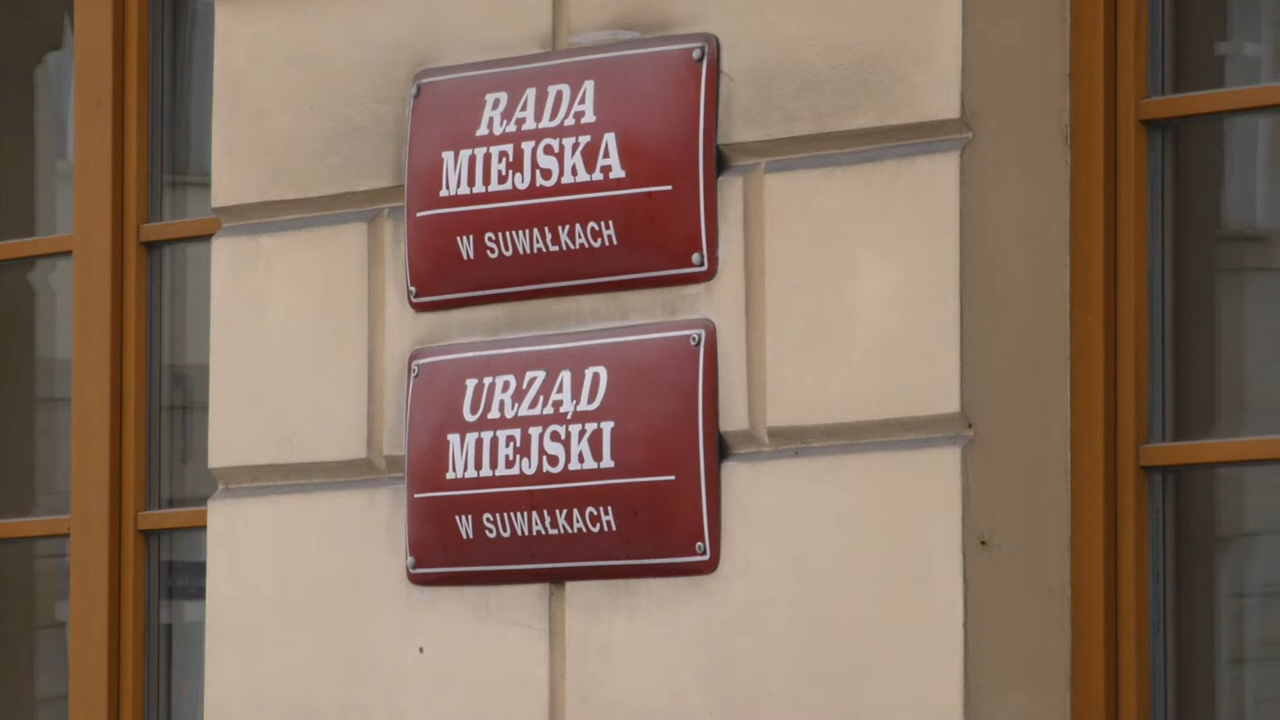 RADA
MIEJSKA
W SUWAŁKACH
URZĄD
MIEJSKI
W SUWAŁKACH